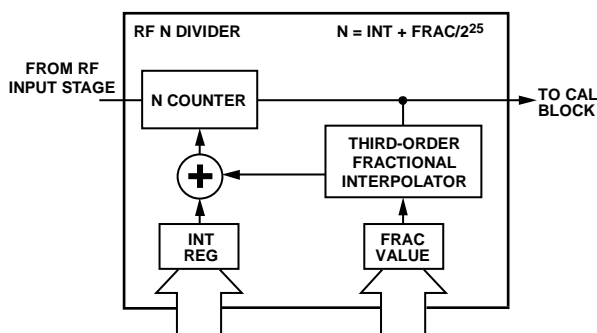 RF N DIVIDER
N = INT + FRAC/2²⁵
FROM RF
INPUT STAGE
N COUNTER
TO CAL
BLOCK
THIRD-ORDER
FRACTIONAL
INTERPOLATOR
+
INT
REG
FRAC
VALUE